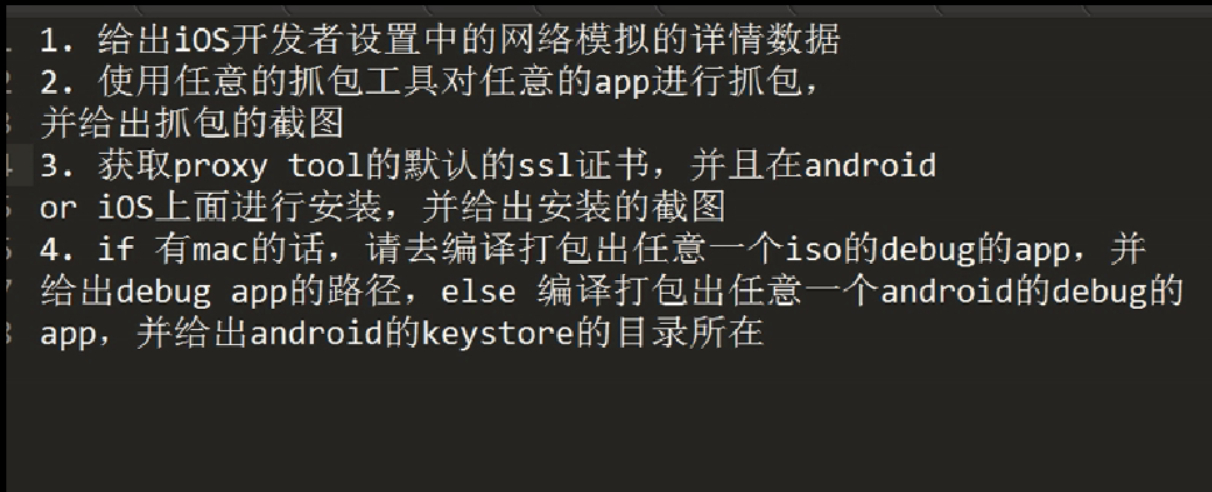 1. 给出iOS开发者设置中的网络模拟的详情数据
2. 使用任意的抓包工具对任意的app进行抓包，
并给出抓包的截图
3. 获取proxy tool的默认的ssl证书，并且在android
or iOS上面进行安装，并给出安装的截图
4. if 有mac的话，请去编译打包出任意一个iso的debug的app，并
给出debug app的路径，else 编译打包出任意一个android的debug的
app，并给出android的keystore的目录所在